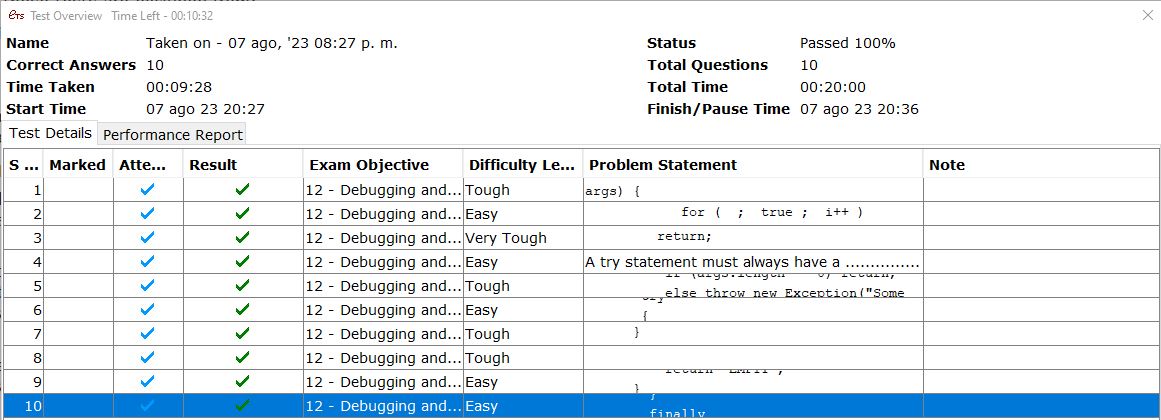 ETS Test Overview Time Left - 00:10:32
Name Taken on - 07 ago, '23 08:27 p. m. Status Passed 100%
Correct Answers 10 Total Questions 10
Time Taken 00:09:28 Total Time 00:20:00
Start Time 07 ago 23 20:27 Finish/Pause Time 07 ago 23 20:36
Test Details Performance Report
S ... Marked Atte... Result Exam Objective Difficulty Le... Problem Statement Note
1 12 - Debugging and... Tough args) {
2 12 - Debugging and... Easy for ( ; true ; i++ )
3 12 - Debugging and... Very Tough return;
4 12 - Debugging and... Easy A try statement must always have a ...............
5 12 - Debugging and... Tough if (args.length 0) return;
else throw new Exception("Some
6 12 - Debugging and... Easy {
7 12 - Debugging and... Tough }
8 12 - Debugging and... Tough
9 12 - Debugging and... Easy return
}
10 12 - Debugging and... Easy }
finally